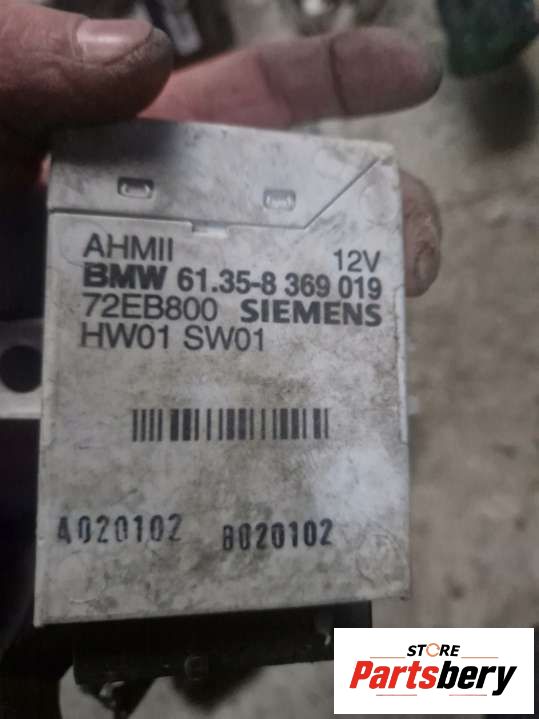 AHMII 12V
BMW 61.35-8 369 019
72EB800 SIEMENS
HW01 SW01
A020102 B020102
STORE
Partsbery